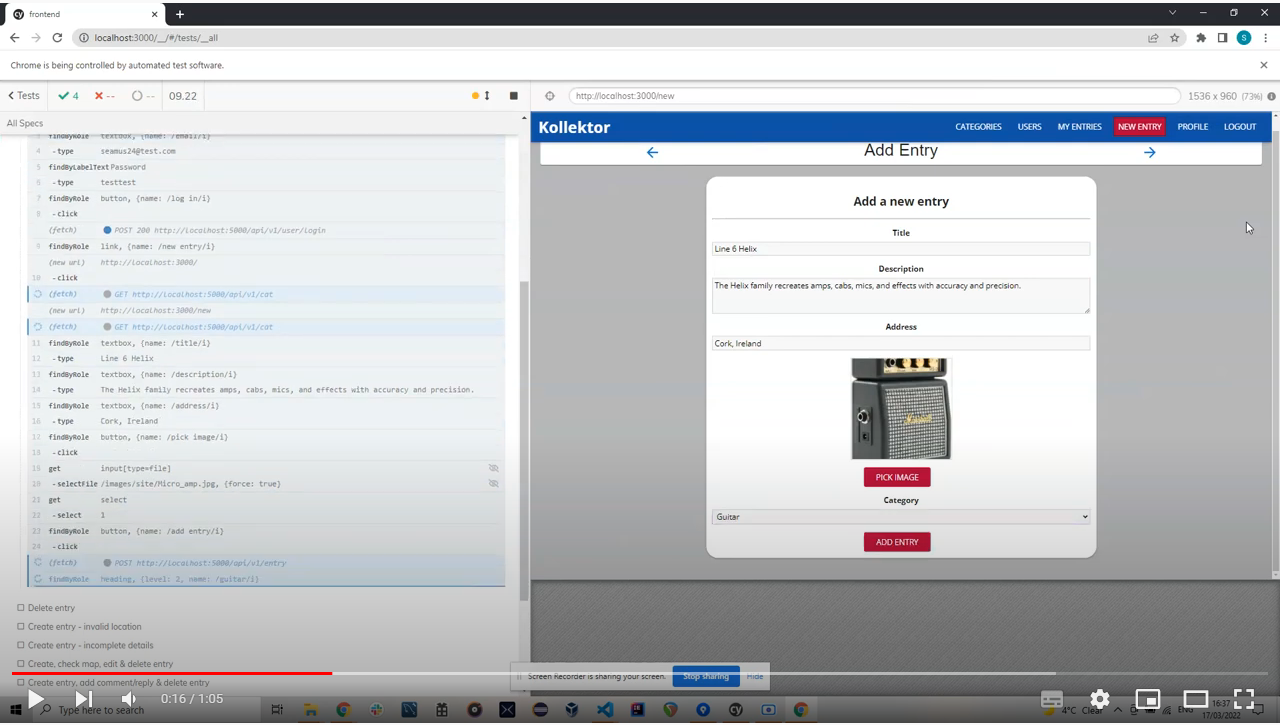 frontend
localhost:3000/__/#/tests/__all
S
Chrome is being controlled by automated test software.
Tests
4
--
--
09.22
http://localhost:3000/new
1536 x 960 (73%)
All Specs
Kollektor
CATEGORIES
USERS
MY ENTRIES
NEW ENTRY
PROFILE
LOGOUT
Add Entry
3 findByRole textbox, {name: /email/i}
4 -type seamus24@test.com
5 findByLabelText Password
6 -type testtest
7 findByRole button, {name: /log in/i}
8 -click
(fetch) POST 200 http://localhost:5000/api/v1/user/login
9 findByRole link, {name: /new entry/i}
(new url) http://localhost:3000/
10 -click
(fetch) GET http://localhost:5000/api/v1/cat
(new url) http://localhost:3000/new
(fetch) GET http://localhost:5000/api/v1/cat
11 findByRole textbox, {name: /title/i}
12 -type Line 6 Helix
13 findByRole textbox, {name: /description/i}
14 -type The Helix family recreates amps, cabs, mics, and effects with accuracy and precision.
15 findByRole textbox, {name: /address/i}
16 -type Cork, Ireland
17 findByRole button, {name: /pick image/i}
18 -click
19 get input[type=file]
20 -selectFile /images/site/Micro_amp.jpg, {force: true}
21 get select
22 -select 1
23 findByRole button, {name: /add entry/i}
24 -click
(fetch) POST http://localhost:5000/api/v1/entry
findByRole heading, {level: 2, name: /guitar/i}
Delete entry
Create entry - invalid location
Create entry - incomplete details
Create, check map, edit & delete entry
Create entry, add comment/reply & delete entry
Add a new entry
Title
Line 6 Helix
Description
The Helix family recreates amps, cabs, mics, and effects with accuracy and precision.
Address
Cork, Ireland
Marshall
PICK IMAGE
Category
Guitar
ADD ENTRY
Screen Recorder is sharing your screen.
Stop sharing
Hide
0:16 / 1:05
Type here to search
4°C Clear
ENG
16:37
17/03/2022